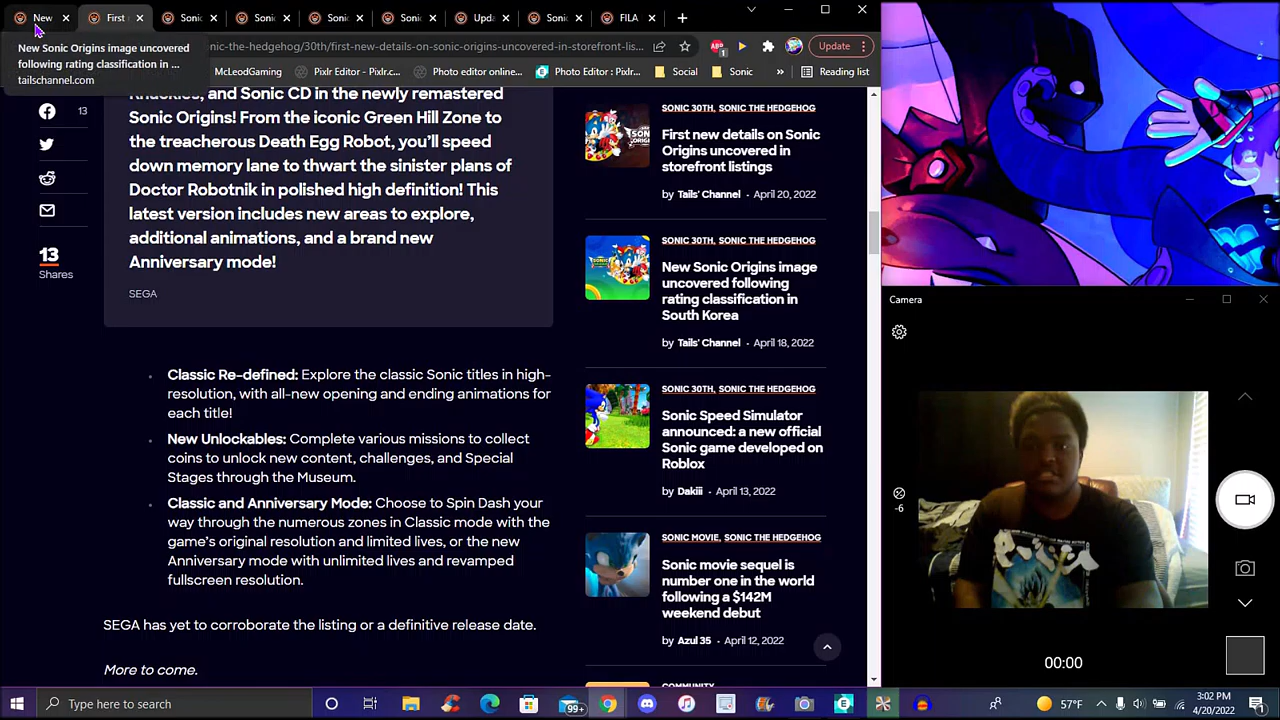 New
First
Sonic
Sonic
Sonic
Sonic
Upda
Sonic
FILA
New Sonic Origins image uncovered
following rating classification in ...
tailschannel.com
nic-the-hedgehog/30th/first-new-details-on-sonic-origins-uncovered-in-storefront-lis...
ABP
1
Update
McLeodGaming
Pixlr Editor - Pixlr.c...
Photo online editor...
Photo Editor : Pixlr...
Social
Sonic
»
Reading list
13
13
Shares
Knuckles, and Sonic CD in the newly remastered
Sonic Origins! From the iconic Green Hill Zone to
the treacherous Death Egg Robot, you'll speed
down memory lane to thwart the sinister plans of
Doctor Robotnik in polished high definition! This
latest version includes new areas to explore,
additional animations, and a brand new
Anniversary mode!
SEGA
Classic Re-defined: Explore the classic Sonic titles in high-
resolution, with all-new opening and ending animations for
each title!
New Unlockables: Complete various missions to collect
coins to unlock new content, challenges, and Special
Stages through the Museum.
Classic and Anniversary Mode: Choose to Spin Dash your
way through the numerous zones in Classic mode with the
game's original resolution and limited lives, or the new
Anniversary mode with unlimited lives and revamped
fullscreen resolution.
SEGA has yet to corroborate the listing or a definitive release date.
More to come.
SONIC 30TH, SONIC THE HEDGEHOG
First new details on Sonic
Origins uncovered in
storefront listings
by Tails' Channel - April 20, 2022
SONIC 30TH, SONIC THE HEDGEHOG
New Sonic Origins image
uncovered following
rating classification in
South Korea
by Tails' Channel - April 18, 2022
SONIC 30TH, SONIC THE HEDGEHOG
Sonic Speed Simulator
announced: a new official
Sonic game developed on
Roblox
by Dakiii - April 13, 2022
SONIC MOVIE, SONIC THE HEDGEHOG
Sonic movie sequel is
number one in the world
following a $142M
weekend debut
by Azul 35 - April 12, 2022
COMMUNITY
Camera
-6
00:00
Type here to search
99+
57°F
3:02 PM
4/20/2022
1